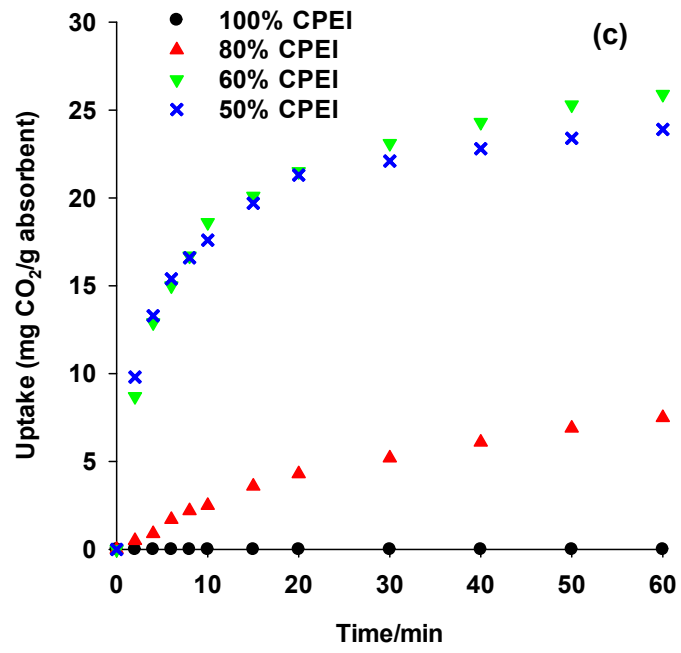 30
25
20
15
10
5
0
Uptake (mg CO₂/g absorbent)
100% CPEI
80% CPEI
60% CPEI
50% CPEI
(c)
0 10 20 30 40 50 60
Time/min